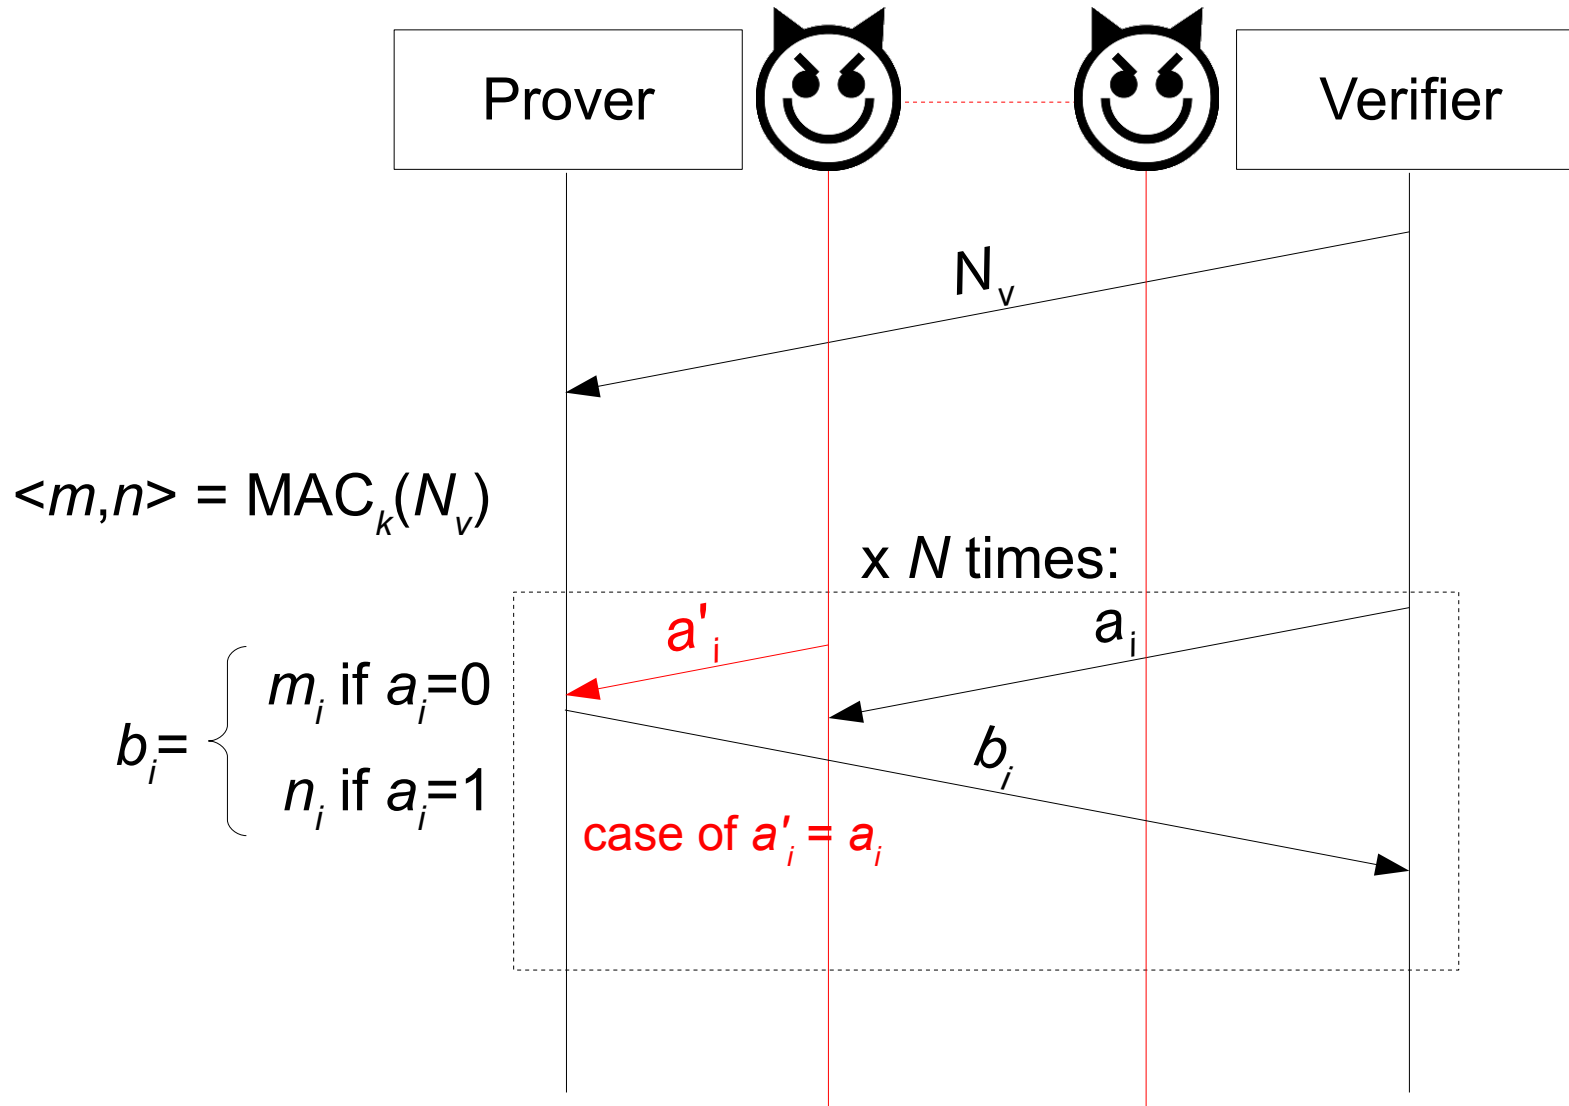 Prover
Verifier
Nv
<m,n> = MACk(Nv)
x N times:
a'i
ai
mi if ai=0
bi=
ni if ai=1
bi
case of a'i = ai